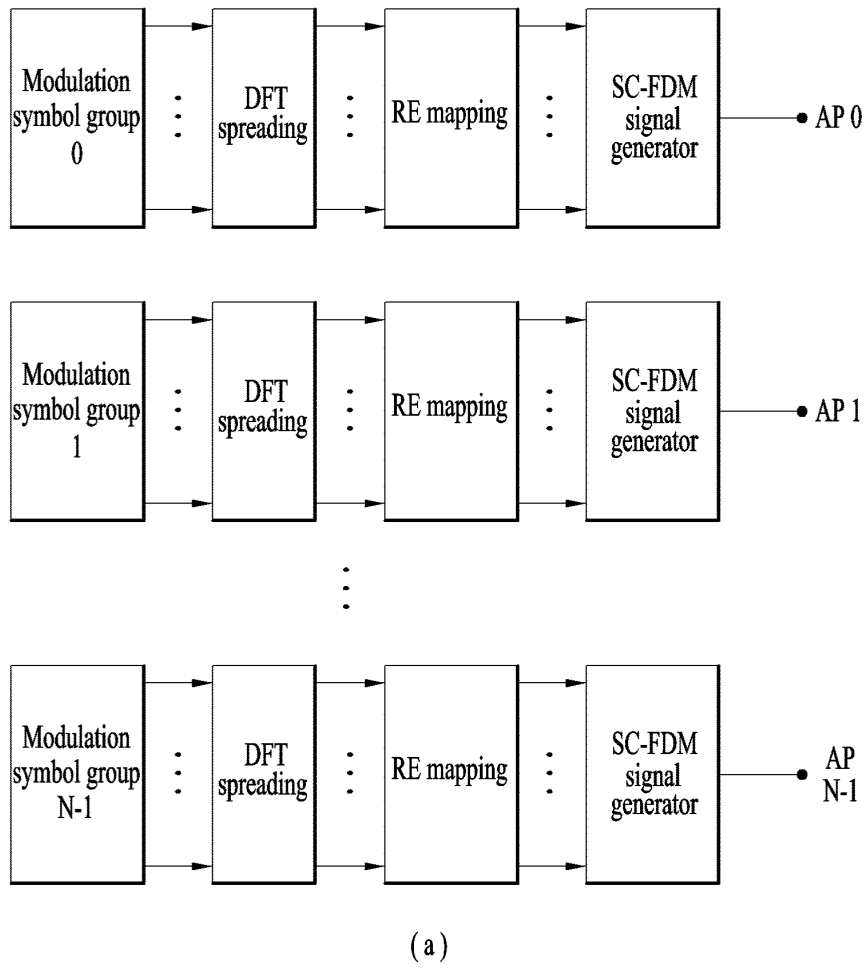 Modulation
symbol group
0
DFT
spreading
RE mapping
SC-FDM
signal
generator
AP 0
Modulation
symbol group
1
DFT
spreading
RE mapping
SC-FDM
signal
generator
AP 1
Modulation
symbol group
N-1
DFT
spreading
RE mapping
SC-FDM
signal
generator
AP
N-1
(a)